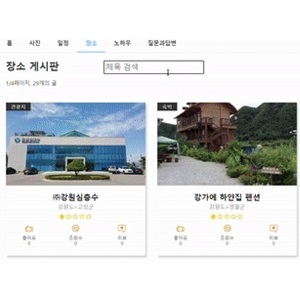 홈 사진 일정 장소 노하우 질문과답변
장소 게시판
제목 검색
1/4페이지, 29개의 글
관광지
㈜강원심층수
강원도>고성군
좋아요 조회수 리뷰
0 0 0
숙박
강가에 하얀집 펜션
강원도>영월군
좋아요 조회수 리뷰
0 0 0